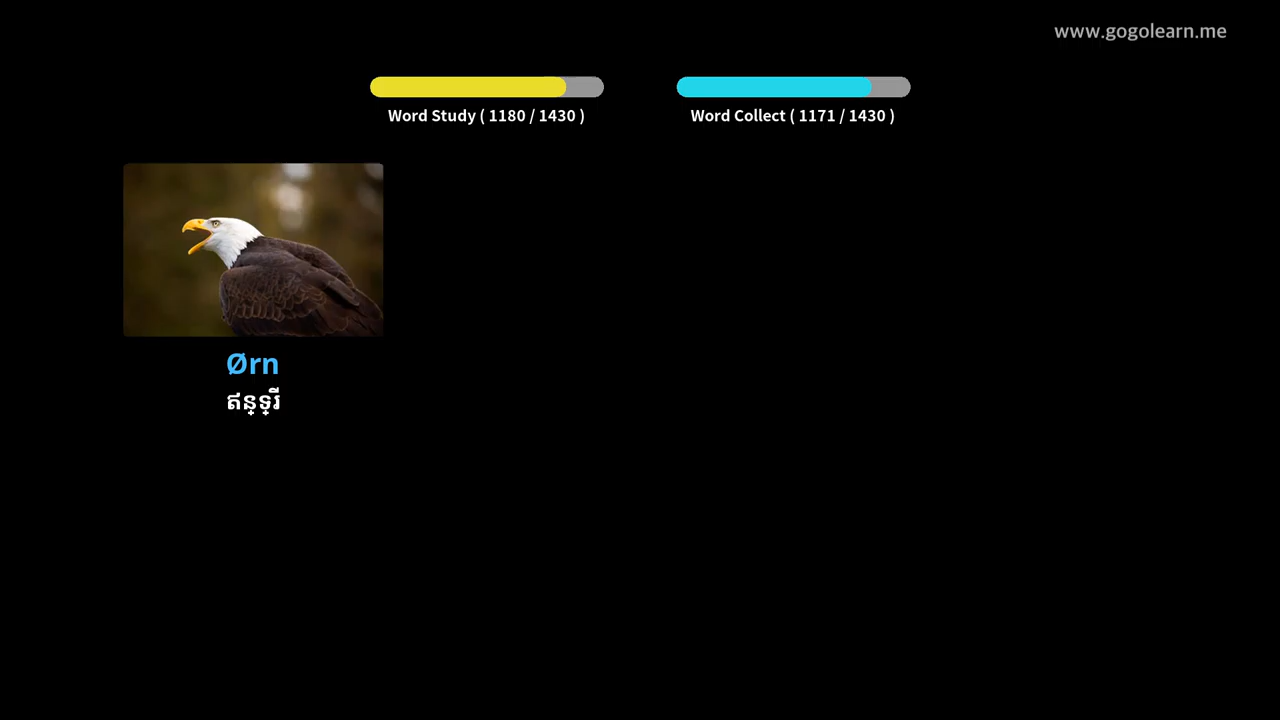 www.gogolearn.me
Word Study ( 1180 / 1430 )
Word Collect ( 1171 / 1430 )
Ørn
ឥន្ទ្រី